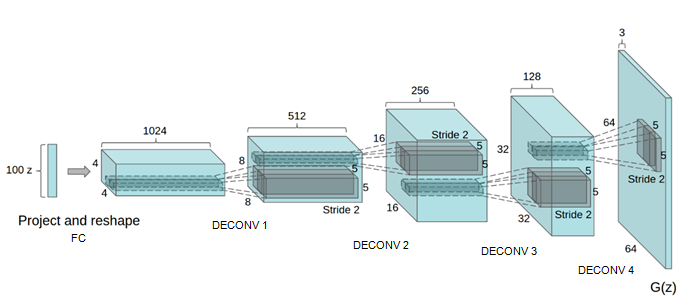 100 z
Project and reshape
FC
1024
4
4
DECONV 1
512
8
8
5
5
Stride 2
DECONV 2
256
16
16
Stride 2
5
5
DECONV 3
128
32
32
5
5
Stride 2
DECONV 4
3
64
64
5
5
Stride 2
G(z)